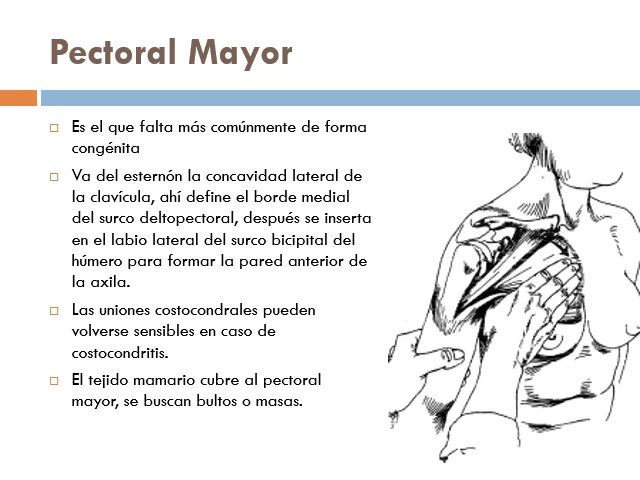 Pectoral Mayor
Es el que falta más comúnmente de forma
congénita
Va del esternón la concavidad lateral de
la clavícula, ahí define el borde medial
del surco deltopectoral, después se inserta
en el labio lateral del surco bicipital del
húmero para formar la pared anterior de
la axila.
Las uniones costocondrales pueden
volverse sensibles en caso de
costocondritis.
El tejido mamario cubre al pectoral
mayor, se buscan bultos o masas.